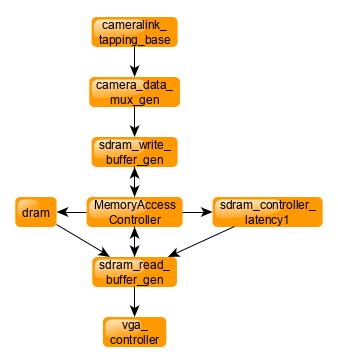 cameralink_
tapping_base
camera_data_
mux_gen
sdram_write_
buffer_gen
dram
MemoryAccess
Controller
sdram_controller_
latency1
sdram_read_
buffer_gen
vga_
controller